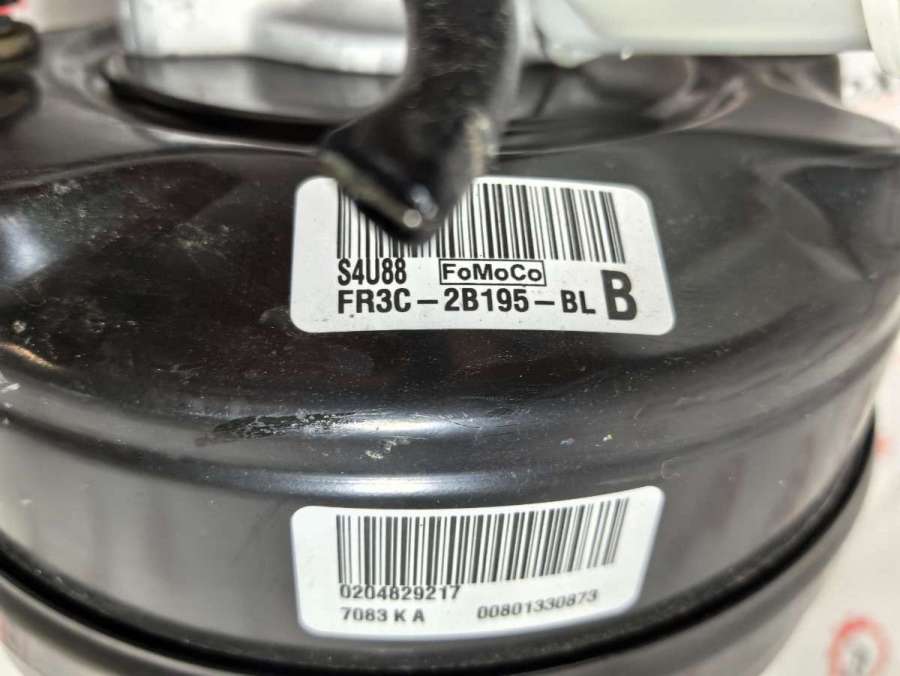 S4U88 FoMoCo
FR3C-2B195-BL B
0204829217
7083 K A 00801330873